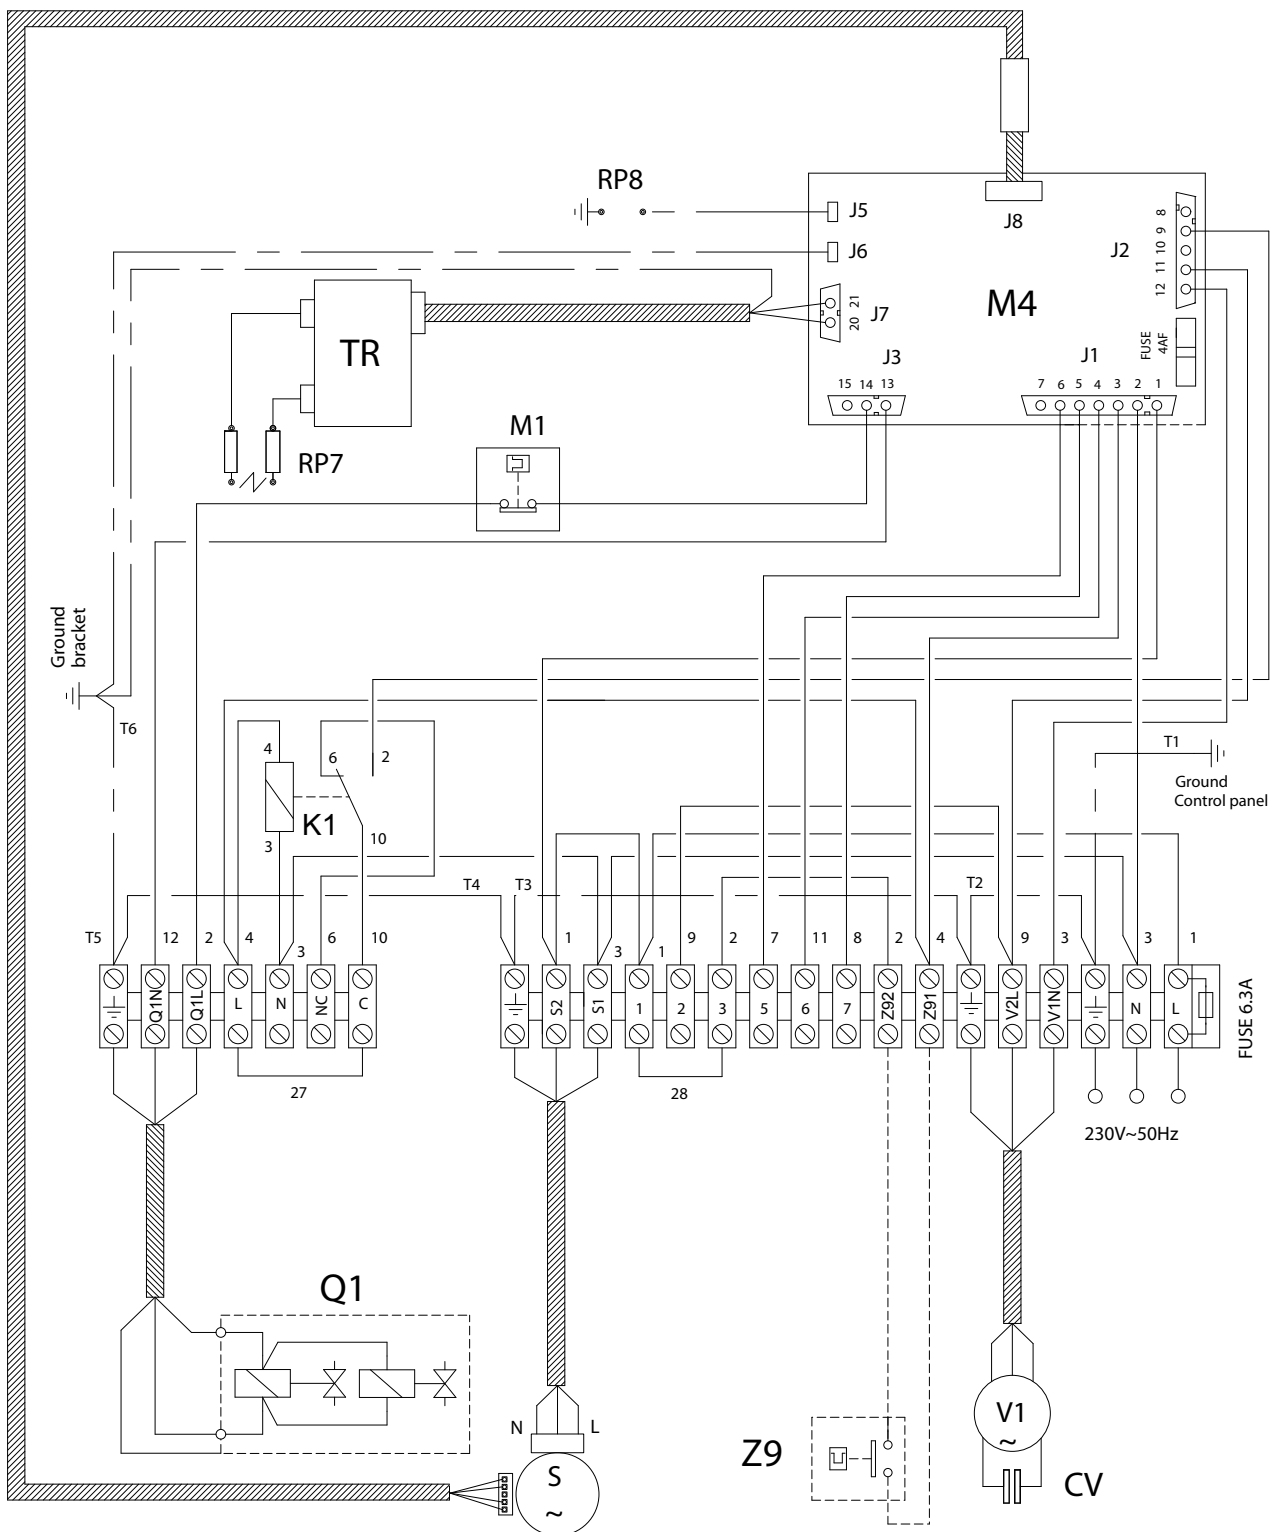 RP8
J5
J8
J6
J2
8
9
10
11
12
M4
21
20
J7
TR
FUSE
4AF
J3
J1
15 14 13
7 6 5 4 3 2 1
M1
RP7
Ground
bracket
T6
T1
4
6
2
Ground
Control panel
K1
3
10
T4 T3 T2
T5 12 2 4 3 6 10 1 3 1 9 2 7 11 8 2 4 9 3 3 1
Q1N Q1L L N NC C S2 S1 1 2 3 5 6 7 Z92 Z91 V2L V1N N L
FUSE 6.3A
27
28
230V~50Hz
Q1
N L
V1
~
Z9
S
~
CV